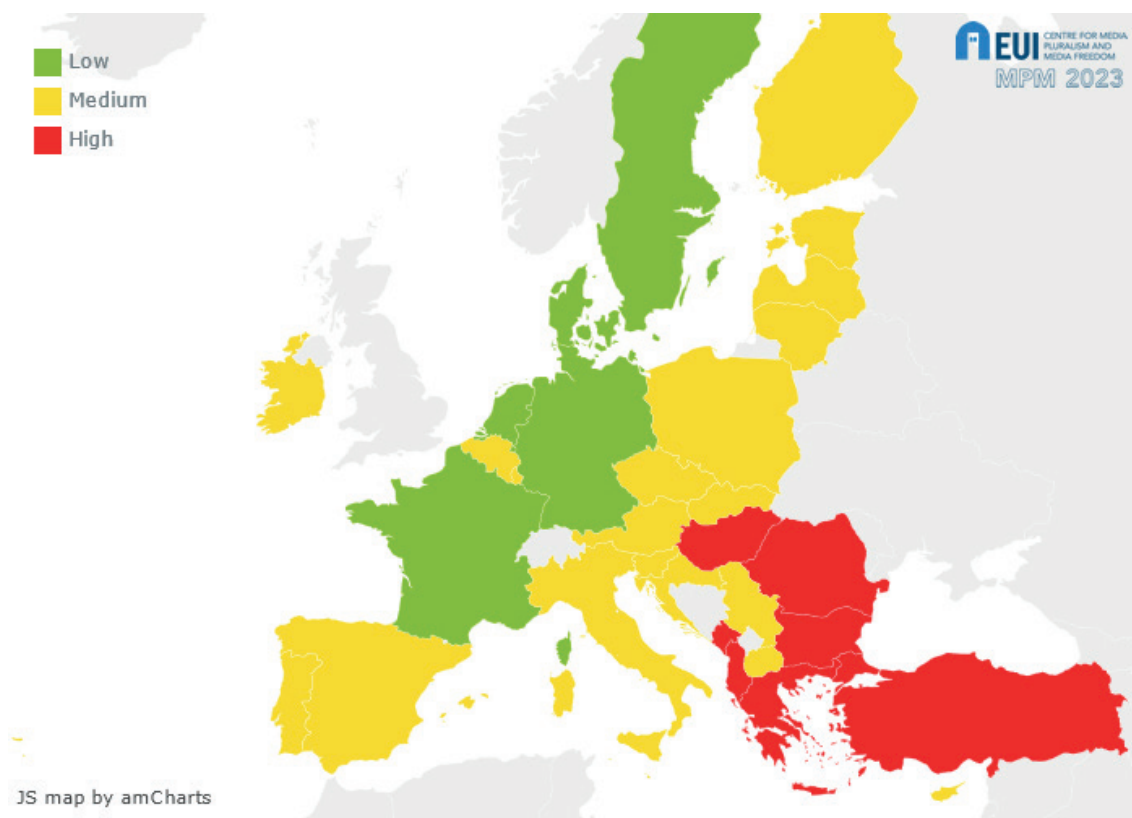 Low
Medium
High
EUI
CENTRE FOR MEDIA
PLURALISM AND
MEDIA FREEDOM
MPM 2023
JS map by amCharts